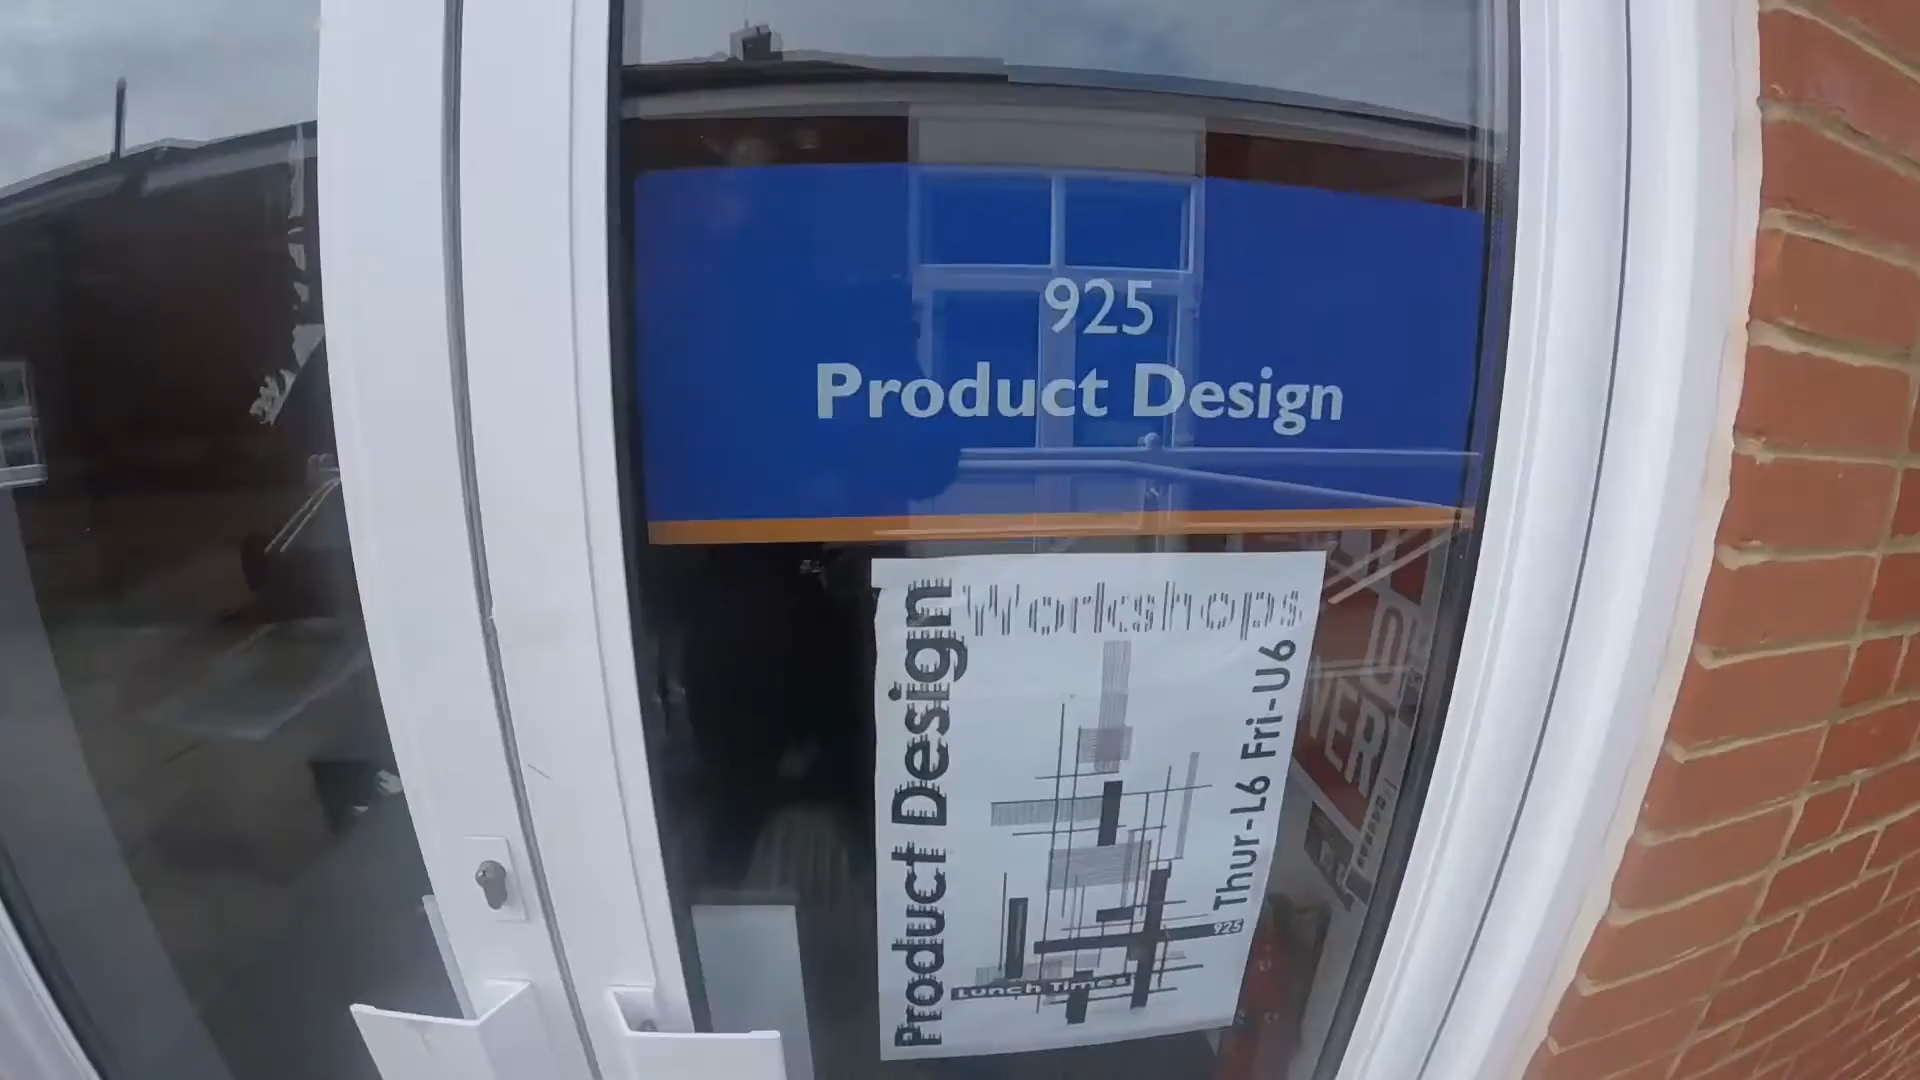 925
Product Design
Workshops
Product Design
Thur-L6 Fri-U6
925
Lunch Times